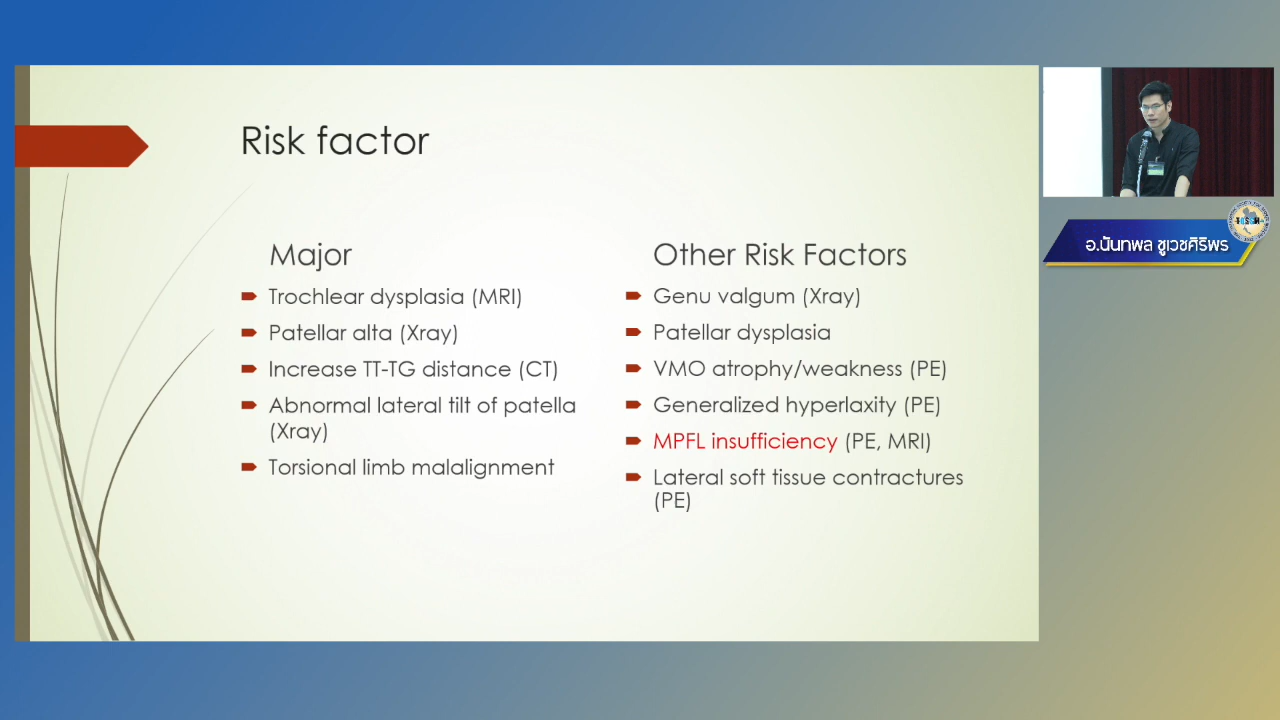 Risk factor
Major
Trochlear dysplasia (MRI)
Patellar alta (Xray)
Increase TT-TG distance (CT)
Abnormal lateral tilt of patella
(Xray)
Torsional limb malalignment
Other Risk Factors
Genu valgum (Xray)
Patellar dysplasia
VMO atrophy/weakness (PE)
Generalized hyperlaxity (PE)
MPFL insufficiency (PE, MRI)
Lateral soft tissue contractures
(PE)
อ.นันทพล ชูเวชศิริพร